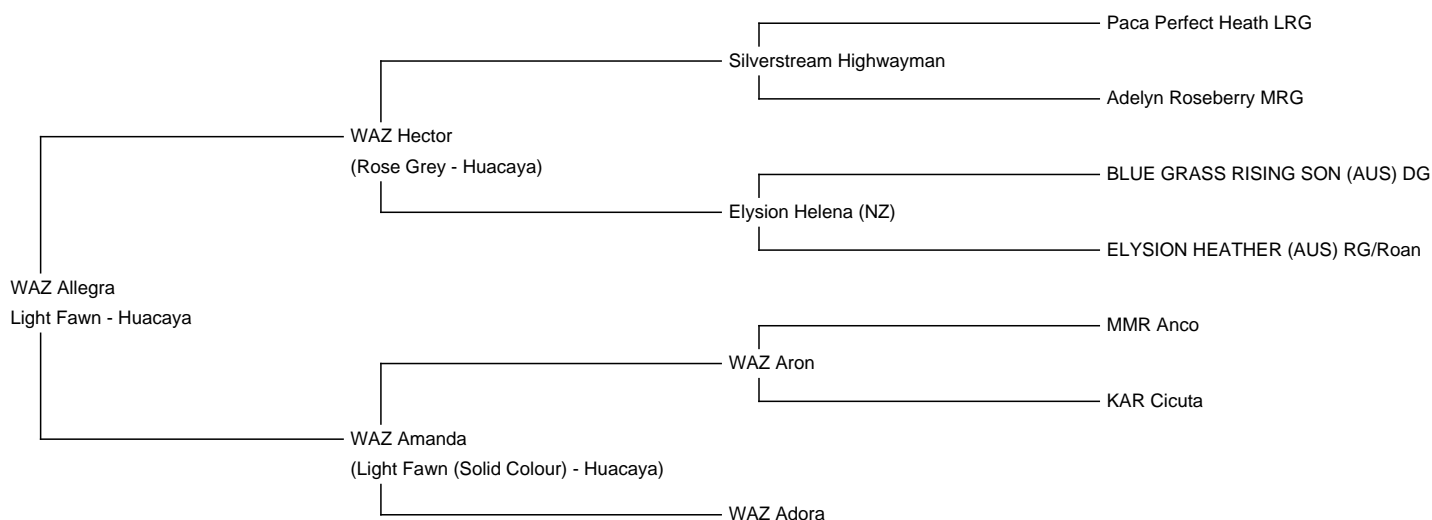 Paca Perfect Heath LRG
Silverstream Highwayman
Adelyn Roseberry MRG
WAZ Hector
(Rose Grey - Huacaya)
BLUE GRASS RISING SON (AUS) DG
Elysion Helena (NZ)
ELYSION HEATHER (AUS) RG/Roan
WAZ Allegra
Light Fawn - Huacaya
MMR Anco
WAZ Aron
KAR Cicuta
WAZ Amanda
(Light Fawn (Solid Colour) - Huacaya)
WAZ Adora